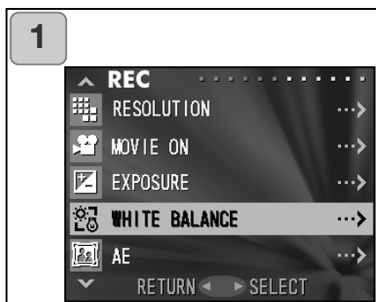 1
REC
RESOLUTION
MOVIE ON
EXPOSURE
WHITE BALANCE
AE
RETURN SELECT